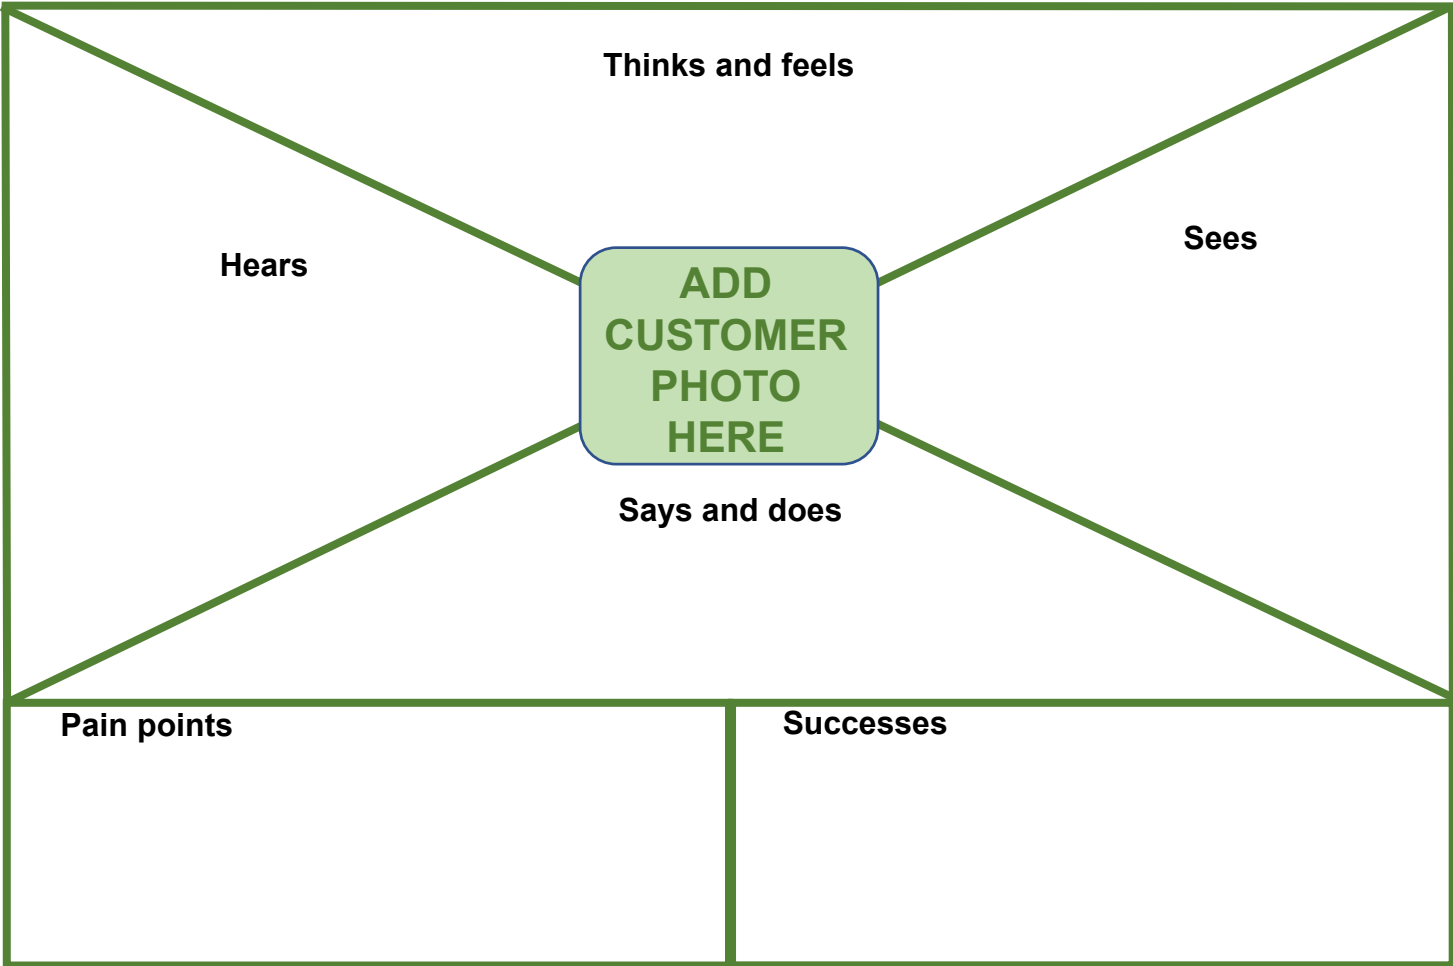 Thinks and feels
Hears
Sees
ADD
CUSTOMER
PHOTO
HERE
Says and does
Pain points
Successes